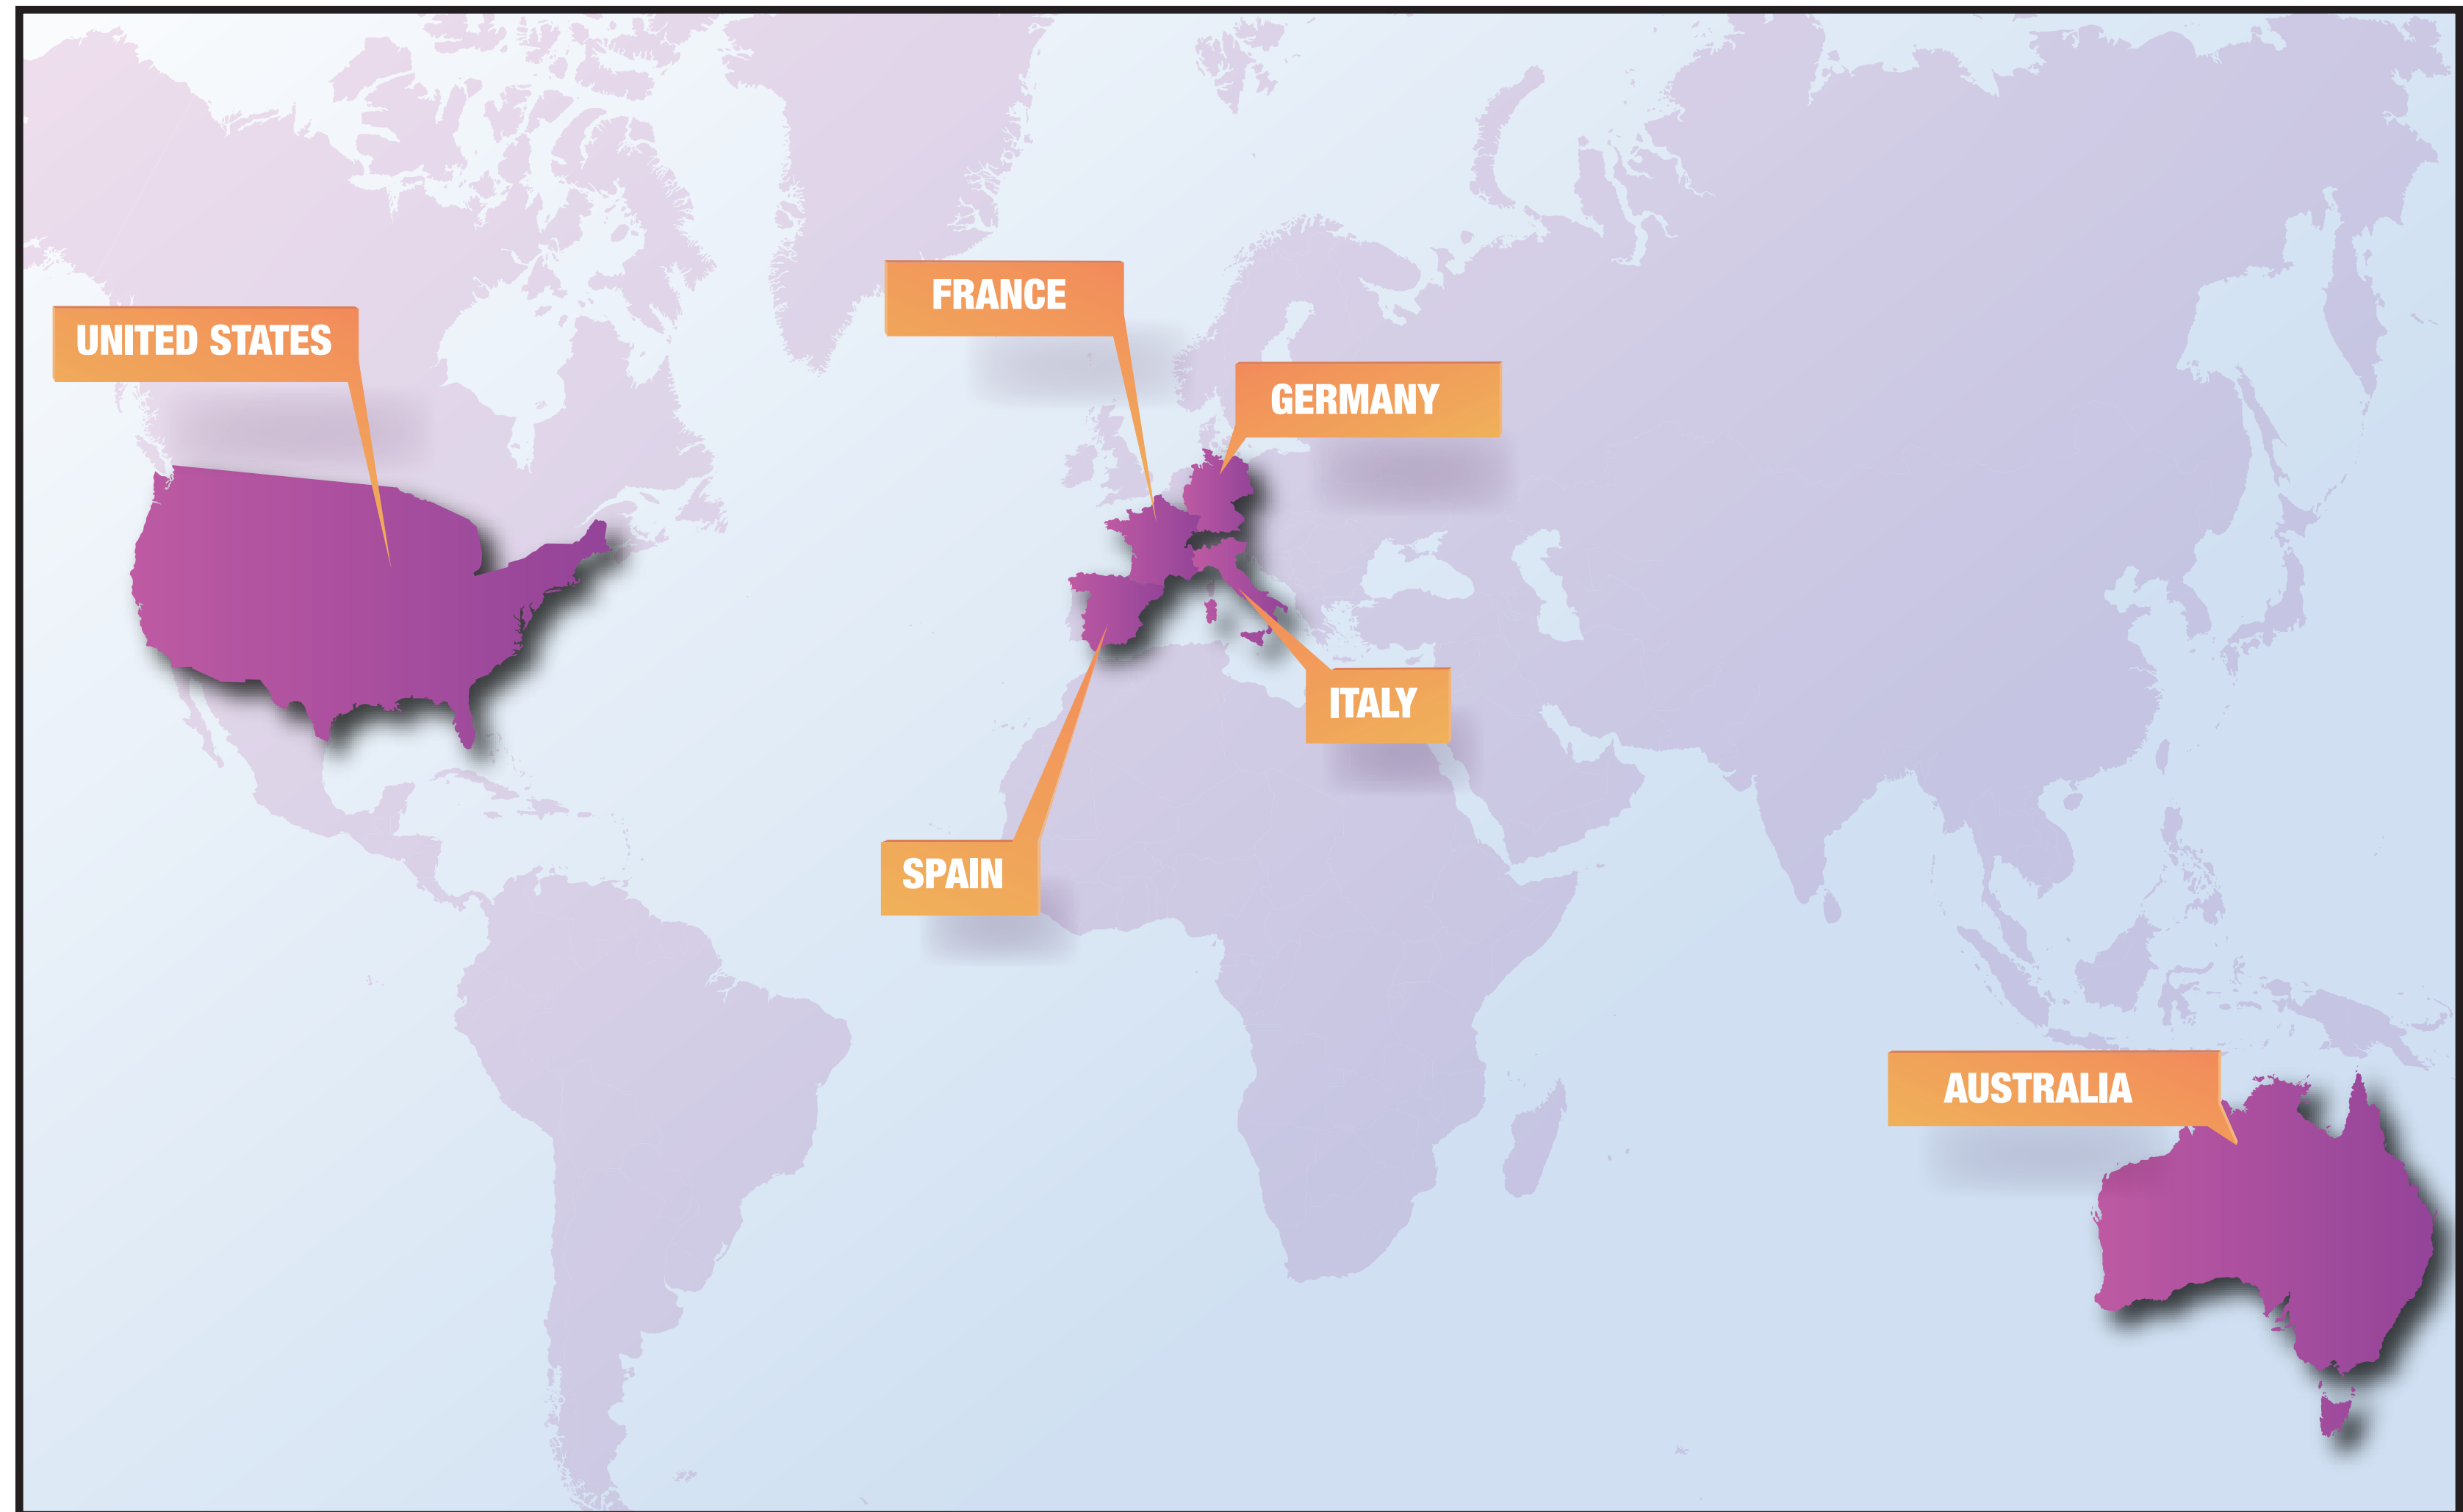 FRANCE
UNITED STATES
GERMANY
ITALY
SPAIN
AUSTRALIA